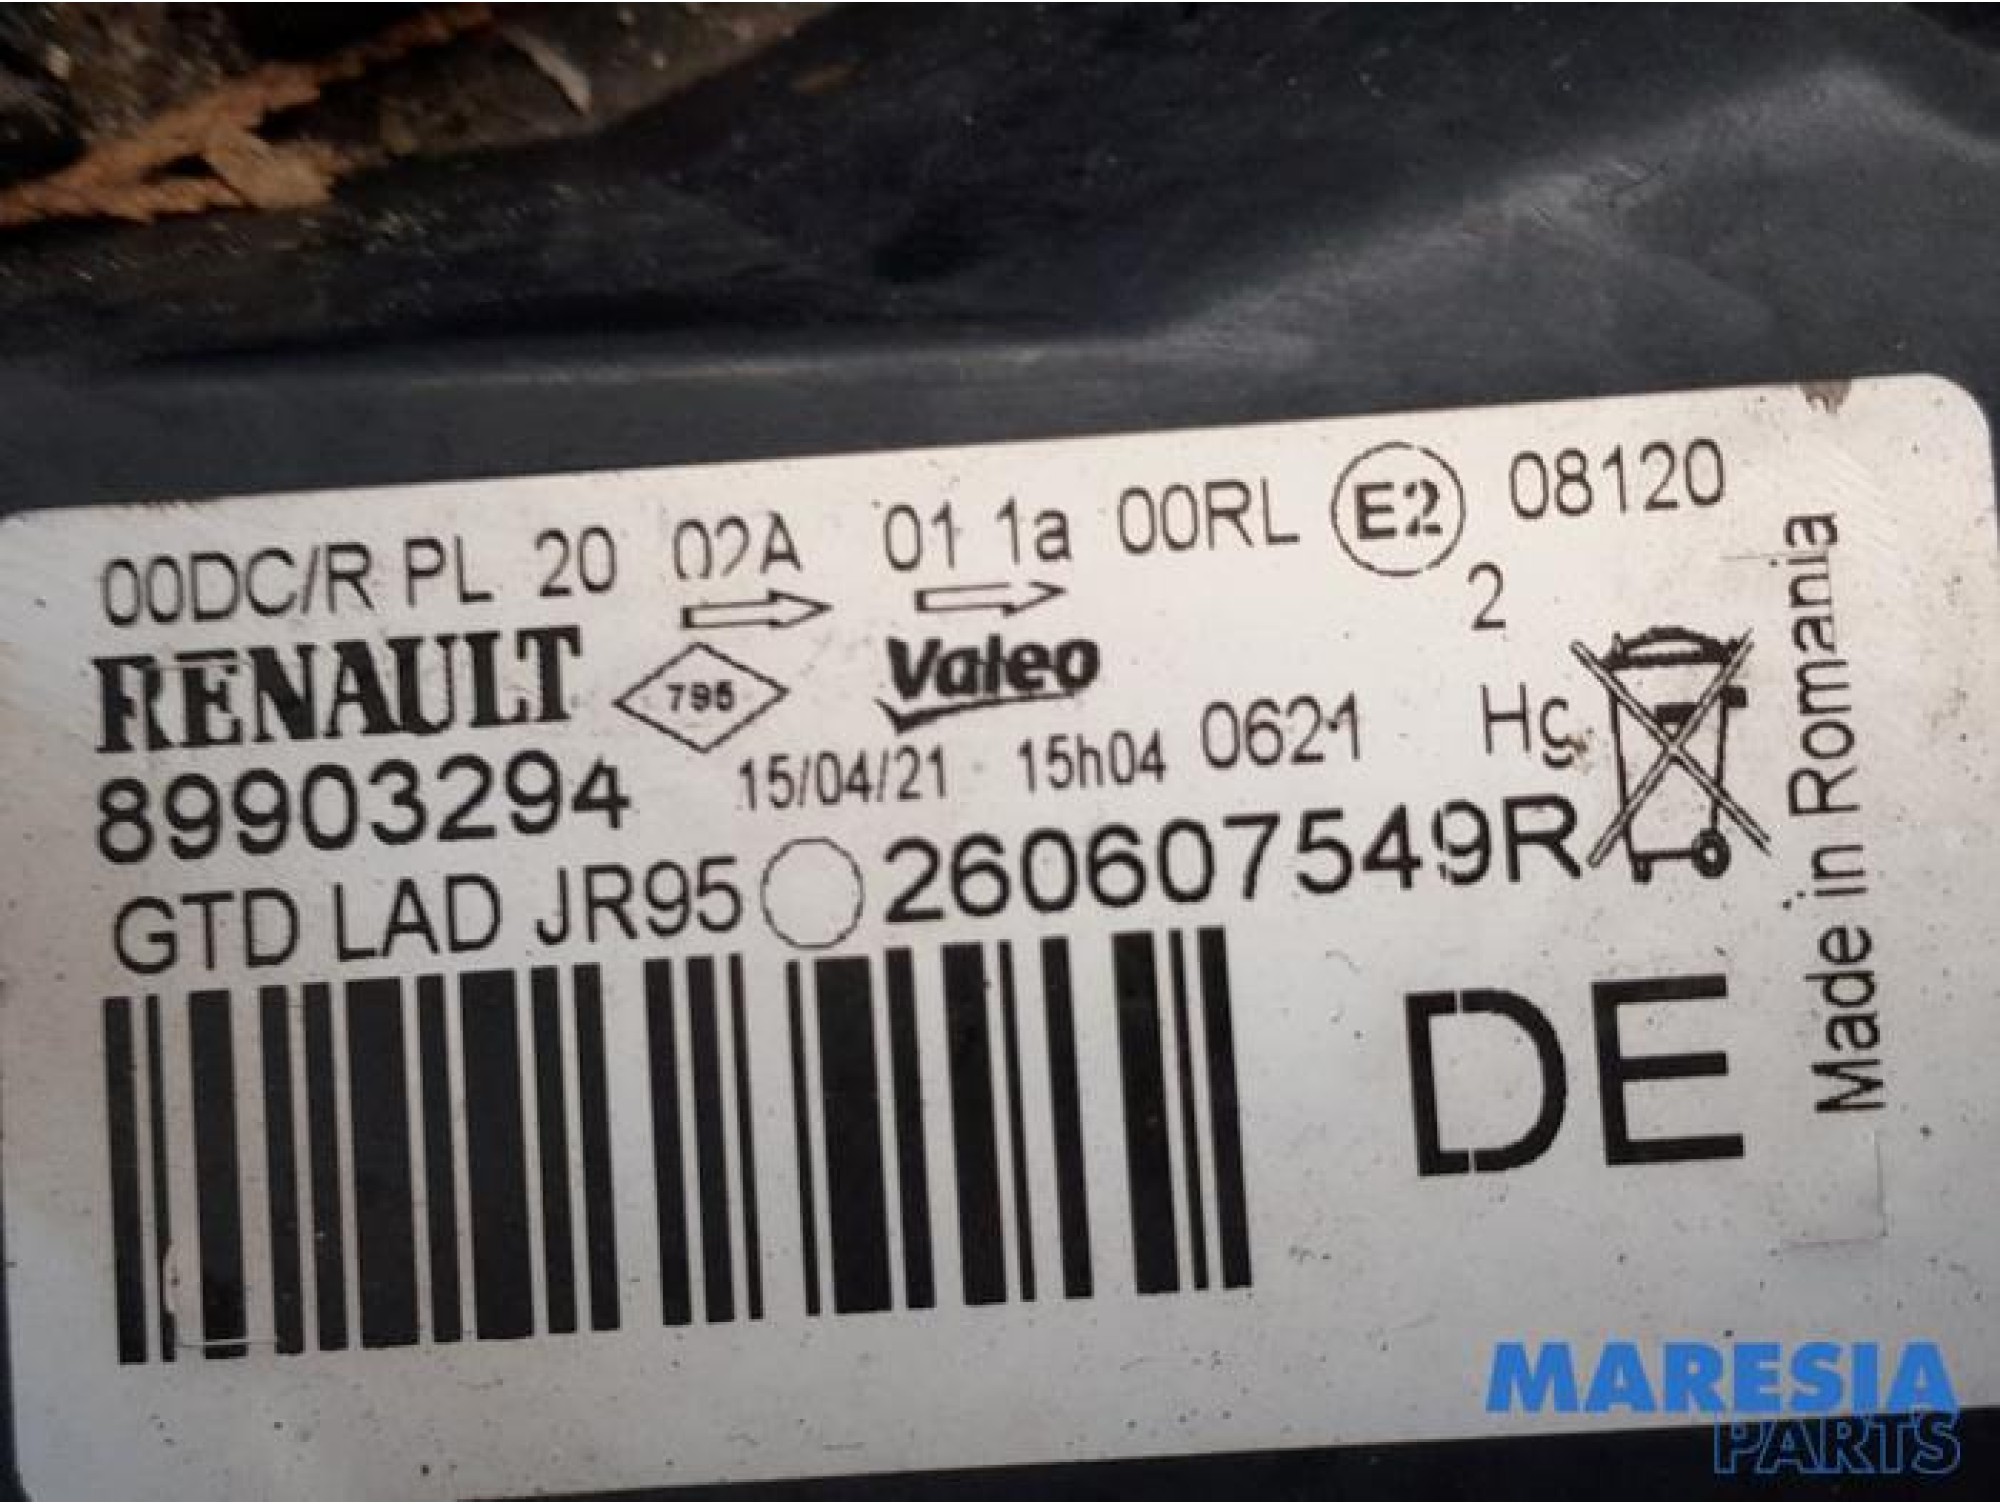 00DC/R PL 20 02A 01 1a 00RL E2 08120
2
RENAULT 795 Valeo
89903294 15/04/21 15h04 0621 HÇ
GTD LAD JR95 260607549R
DE
Made in Romania
MARESIA
PARTS